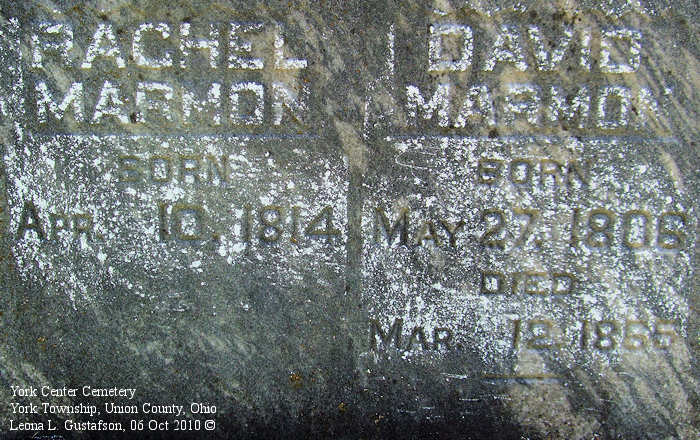 RACHEL
MARMON
BORN
APR. 10, 1814
DAVID
MARMON
BORN
MAY 27, 1806
DIED
MAR. 12, 1855
York Center Cemetery
York Township, Union County, Ohio
Leona L. Gustafson, 06 Oct 2010 ©